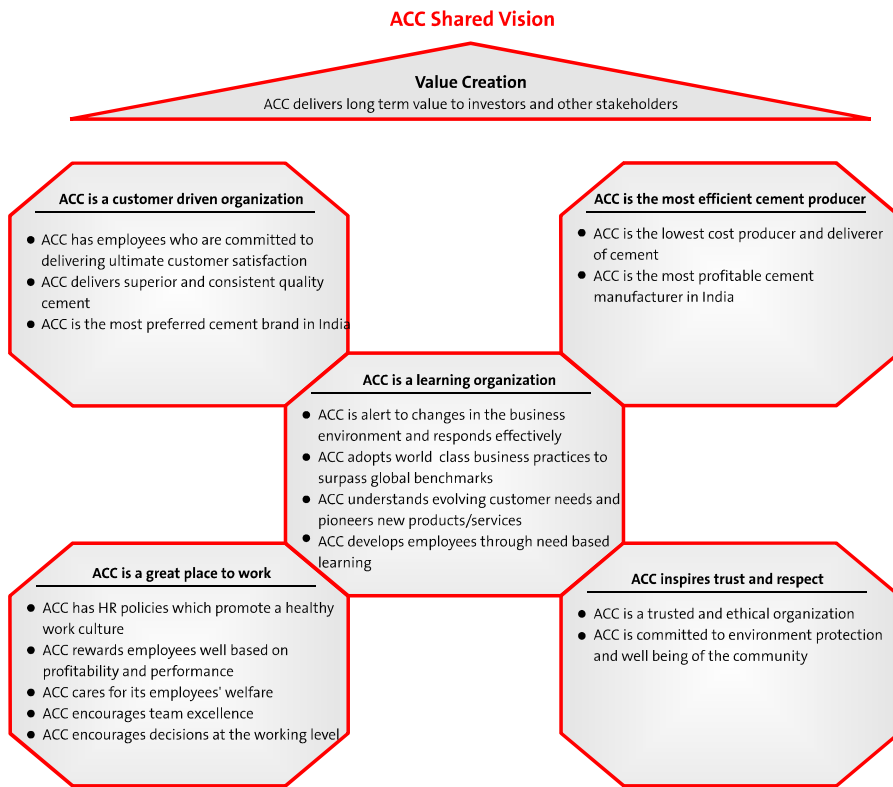 ACC Shared Vision
Value Creation
ACC delivers long term value to investors and other stakeholders
ACC is a customer driven organization
● ACC has employees who are committed to
delivering ultimate customer satisfaction
● ACC delivers superior and consistent quality
cement
● ACC is the most preferred cement brand in India
ACC is the most efficient cement producer
● ACC is the lowest cost producer and deliverer
of cement
● ACC is the most profitable cement
manufacturer in India
ACC is a learning organization
● ACC is alert to changes in the business
environment and responds effectively
● ACC adopts world  class business practices to
surpass global benchmarks
● ACC understands evolving customer needs and
pioneers new products/services
● ACC develops employees through need based
learning
ACC is a great place to work
● ACC has HR policies which promote a healthy
work culture
● ACC rewards employees well based on
profitability and performance
● ACC cares for its employees' welfare
● ACC encourages team excellence
● ACC encourages decisions at the working level
ACC inspires trust and respect
● ACC is a trusted and ethical organization
● ACC is committed to environment protection
and well being of the community